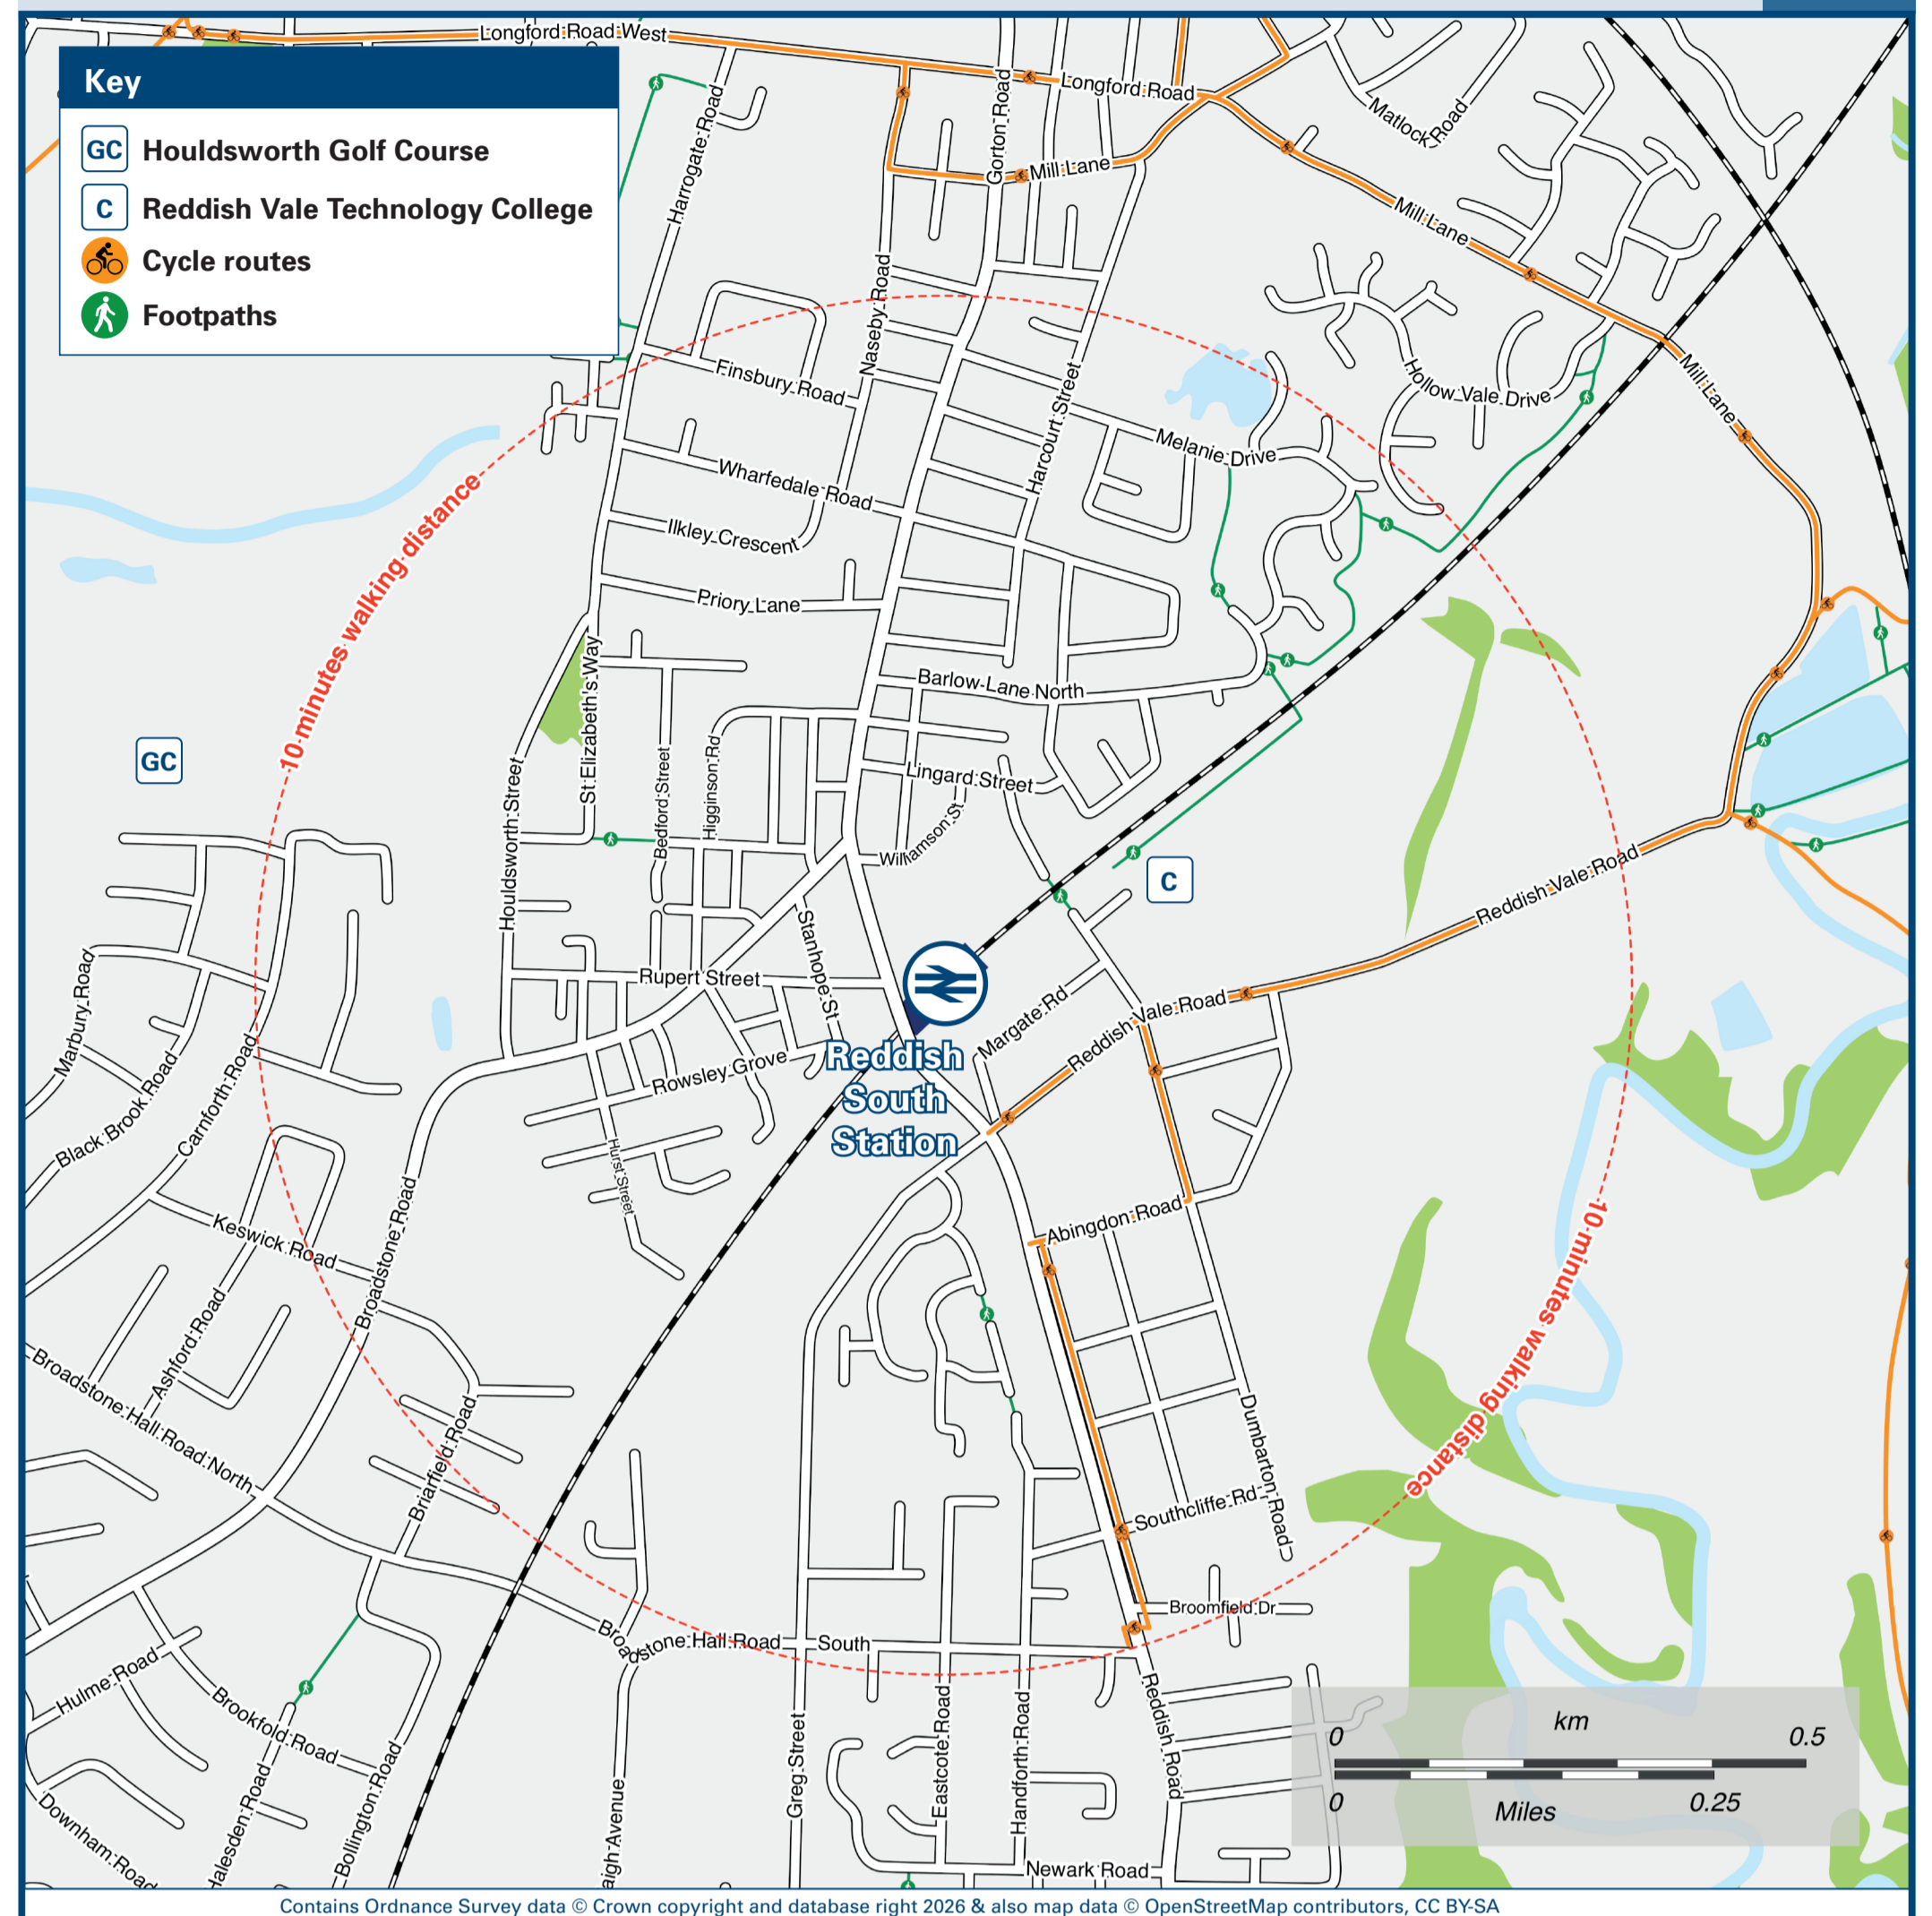 Key
GC Houldsworth Golf Course
C Reddish Vale Technology College
Cycle routes
Footpaths
Longford Road West
Longford Road
Gorton Road
Mill Lane
Matlock Road
Harrogate Road
Mill Lane
Naseby Road
Finsbury Road
Hollow Vale Drive
Mill Lane
Harcourt Street
Melanie Drive
Wharfedale Road
Ilkley Crescent
Priory Lane
10 minutes walking distance
St Elizabeth's Way
Barlow Lane North
GC
Houldsworth Street
Bedford Street
Higginson Rd
Lingard Street
Williamson St
C
Reddish Vale Road
Stanhope St
Rupert Street
Marbury Road
Margate Rd
Reddish Vale Road
Reddish
South
Station
Rowsley Grove
Black Brook Road
Carnforth Road
Hurst Street
Keswick Road
Broadstone Road
Abingdon Road
10 minutes walking distance
Ashford Road
Broadstone Hall Road North
Briarfield Road
Dumbarton Road
Southcliffe Rd
Broomfield Dr
Broadstone Hall Road South
Hulme Road
Brookfold Road
Halesden Road
Bollington Road
Downham Road
aigh Avenue
Greg Street
Eastcote Road
Handforth Road
Reddish Road
Newark Road
km
0 0.5
0 0.25
Miles
Contains Ordnance Survey data © Crown copyright and database right 2026 & also map data © OpenStreetMap contributors, CC BY-SA